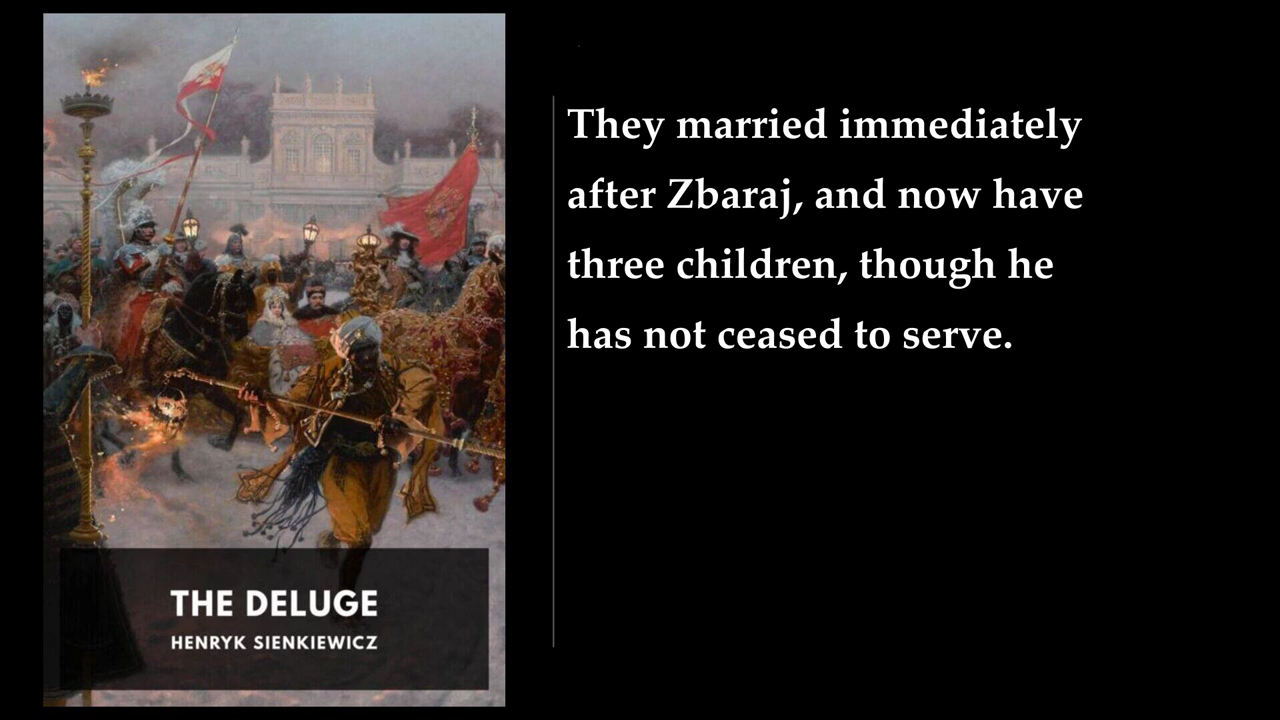 They married immediately
after Zbaraj, and now have
three children, though he
has not ceased to serve.
THE DELUGE
HENRYK SIENKIEWICZ